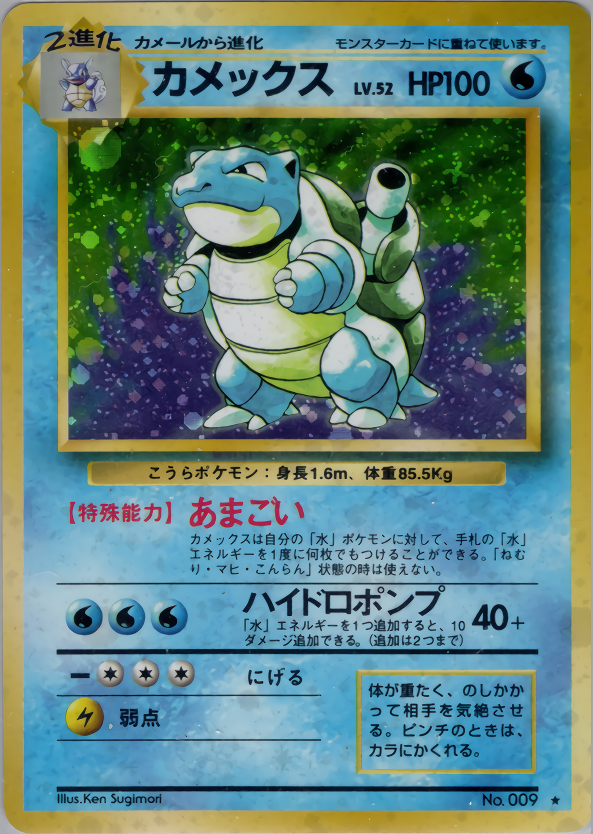 2進化
カメールから進化
モンスターカードに重ねて使います。
カメックス LV.52 HP100
こうらポケモン：身長1.6m、体重85.5Kg
【特殊能力】あまごい
カメックスは自分の「水」ポケモンに対して、手札の「水」
エネルギーを1度に何枚でもつけることができる。「ねむ
り・マヒ・こんらん」状態の時は使えない。
ハイドロポンプ
「水」エネルギーを1つ追加すると、10
ダメージ追加できる。（追加は2つまで）
40+
にげる
弱点
体が重たく、のしかか
って相手を気絶させ
る。ピンチのときは、
カラにかくれる。
Illus.Ken Sugimori
No.009 ★